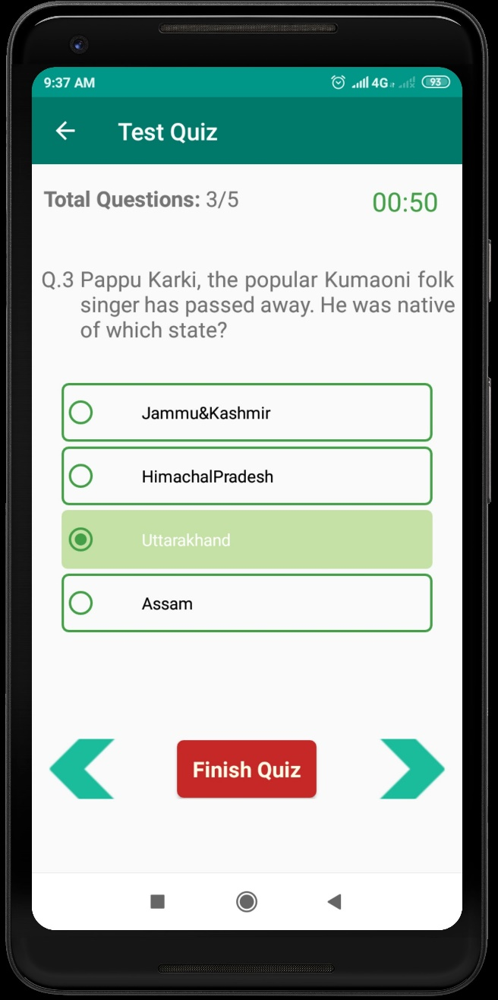 9:37 AM 4G 93
Test Quiz
Total Questions: 3/5 00:50
Q.3 Pappu Karki, the popular Kumaoni folk
singer has passed away. He was native
of which state?
Jammu&Kashmir
HimachalPradesh
Uttarakhand
Assam
Finish Quiz